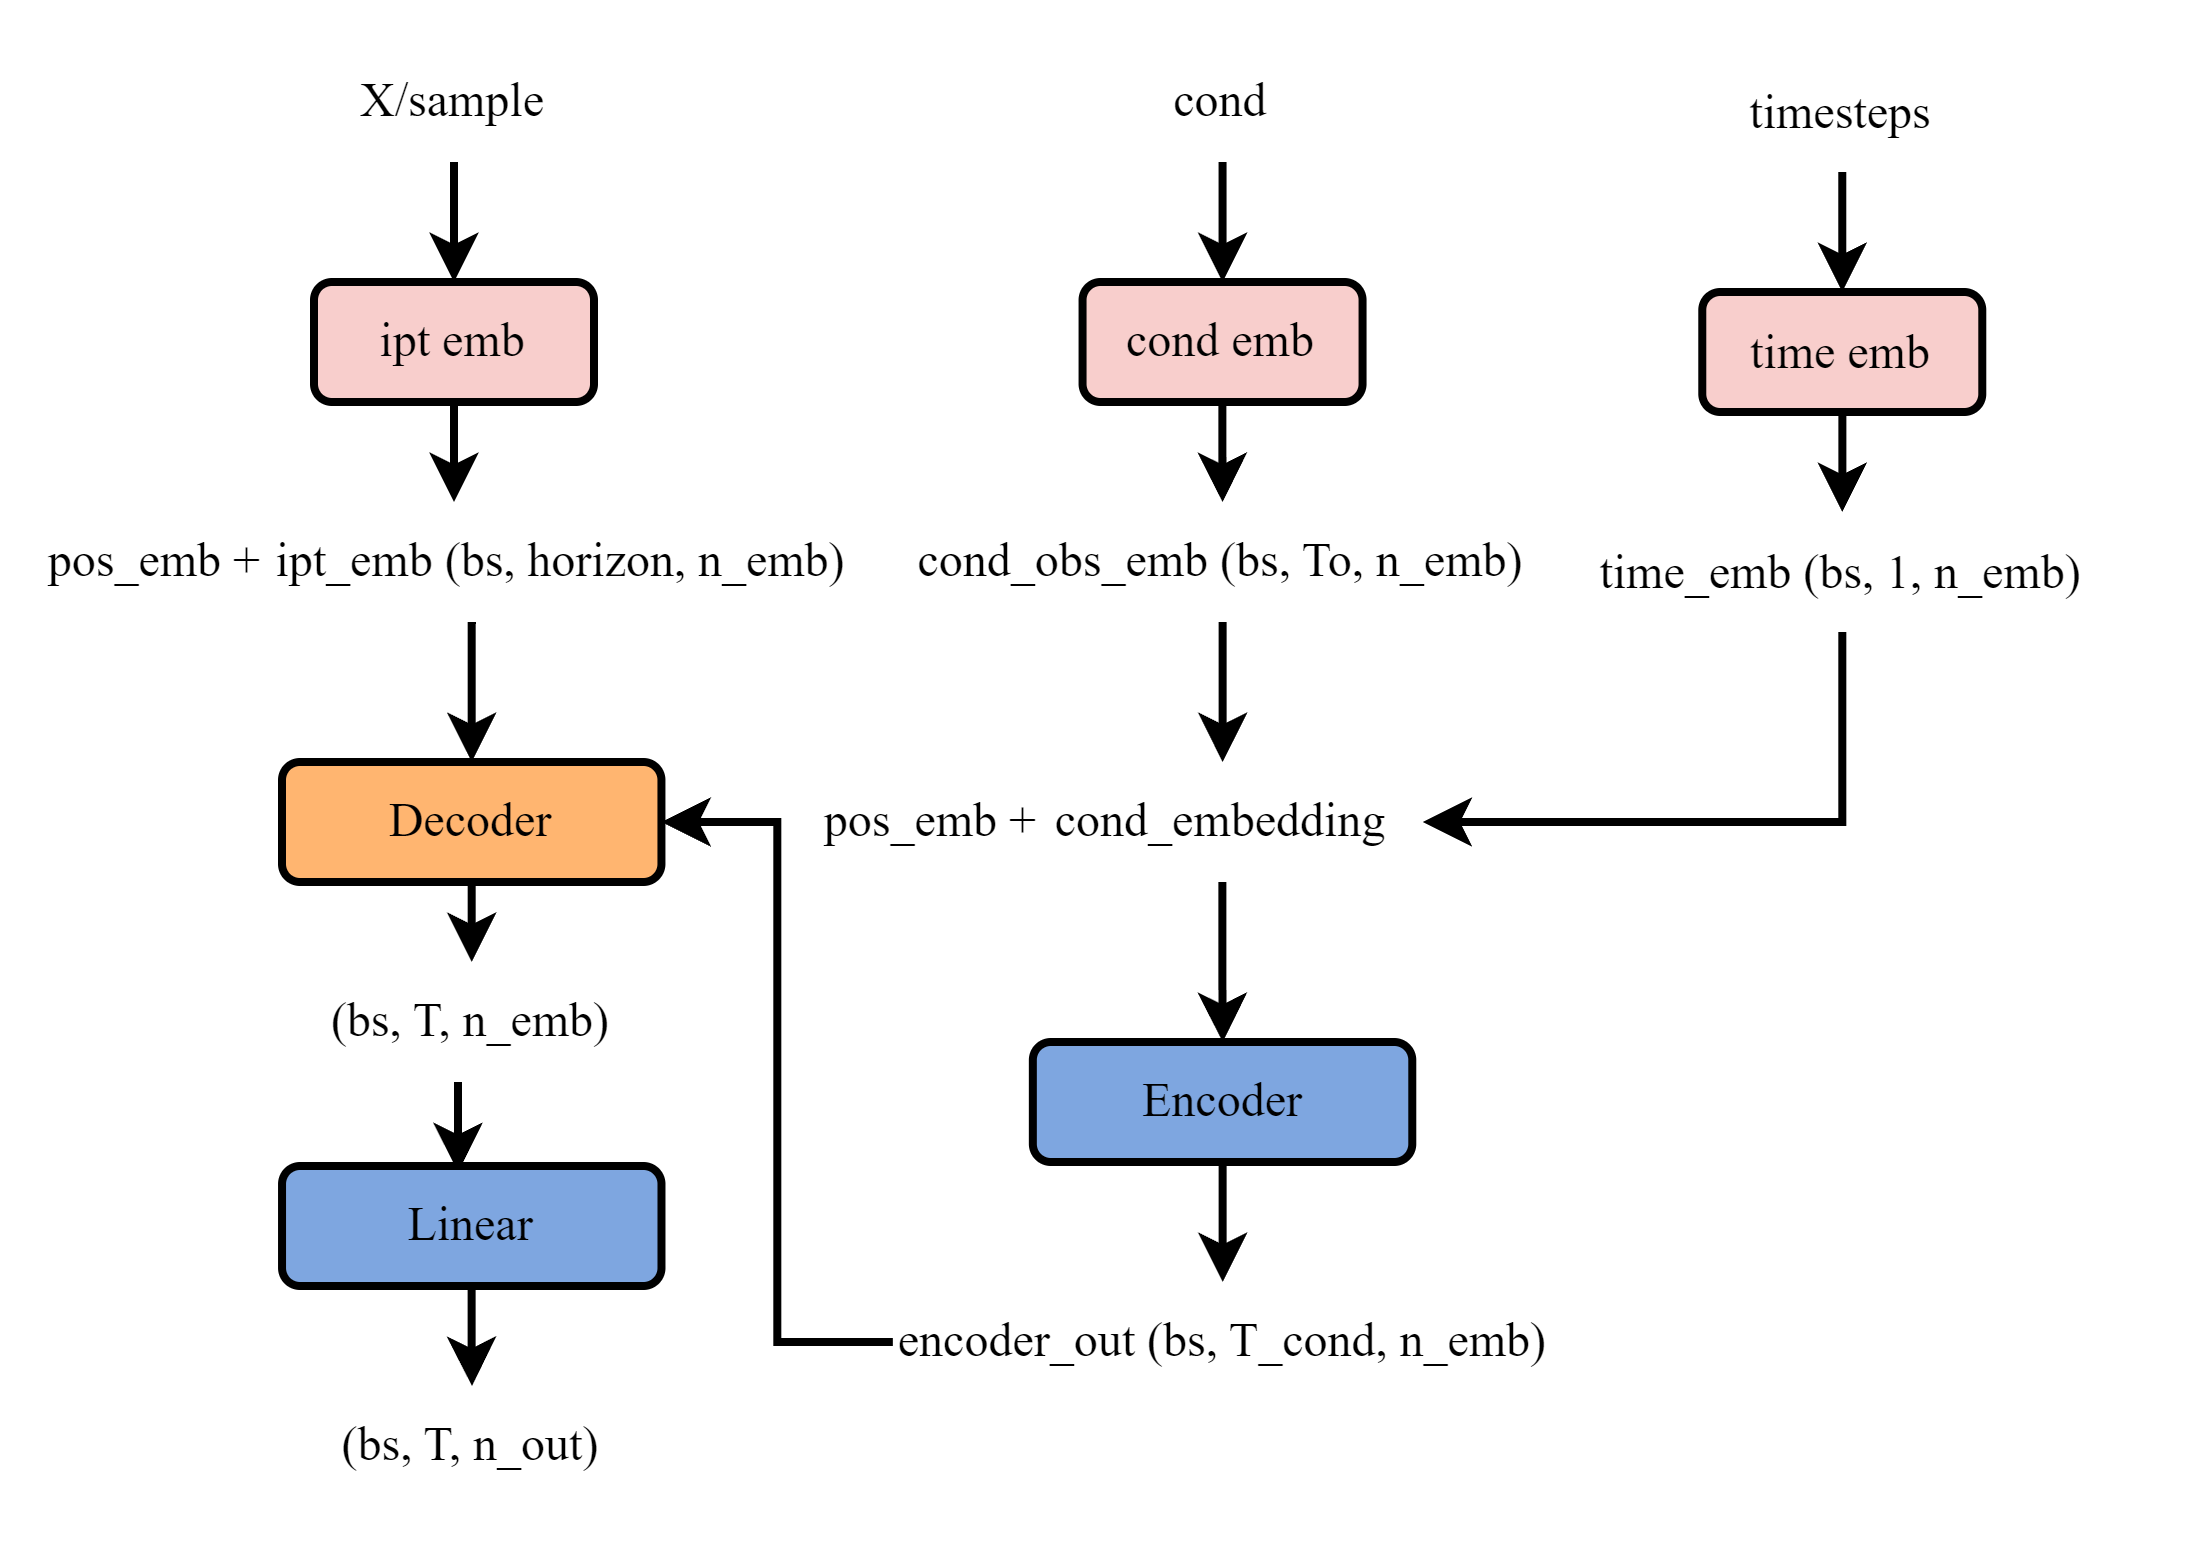 X/sample
cond
timesteps
ipt emb
cond emb
time emb
pos_emb + ipt_emb (bs, horizon, n_emb)
cond_obs_emb (bs, To, n_emb)
time_emb (bs, 1, n_emb)
Decoder
pos_emb + cond_embedding
(bs, T, n_emb)
Encoder
Linear
encoder_out (bs, T_cond, n_emb)
(bs, T, n_out)